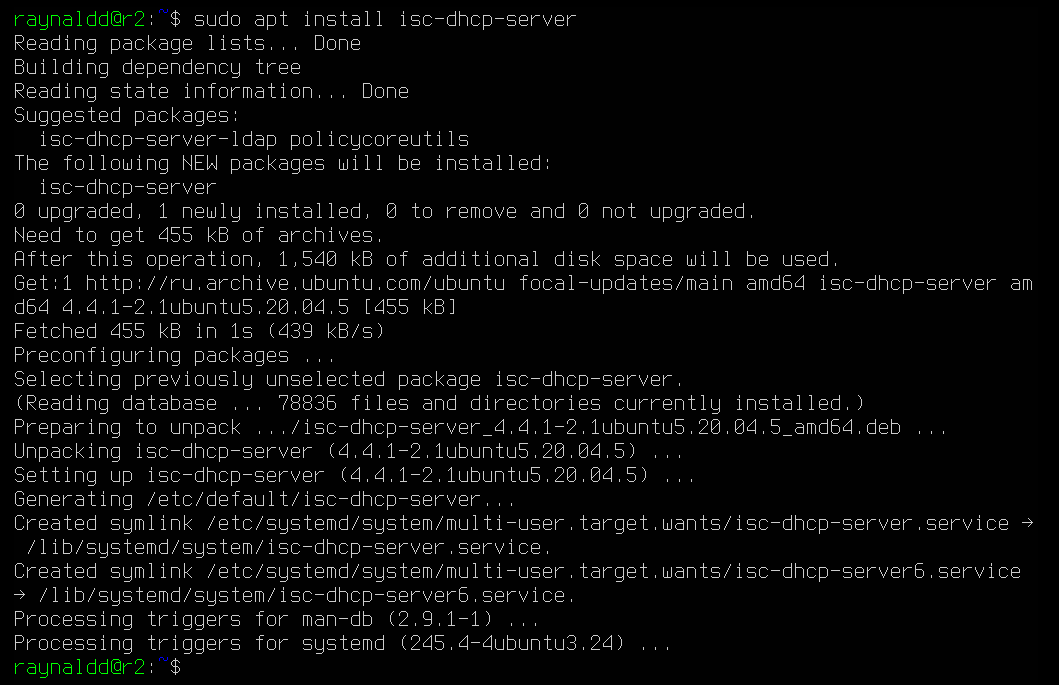 raynaldd@r2:~$ sudo apt install isc-dhcp-server
Reading package lists... Done
Building dependency tree
Reading state information... Done
Suggested packages:
  isc-dhcp-server-ldap policycoreutils
The following NEW packages will be installed:
  isc-dhcp-server
0 upgraded, 1 newly installed, 0 to remove and 0 not upgraded.
Need to get 455 kB of archives.
After this operation, 1,540 kB of additional disk space will be used.
Get:1 http://ru.archive.ubuntu.com/ubuntu focal-updates/main amd64 isc-dhcp-server am
d64 4.4.1-2.1ubuntu5.20.04.5 [455 kB]
Fetched 455 kB in 1s (439 kB/s)
Preconfiguring packages ...
Selecting previously unselected package isc-dhcp-server.
(Reading database ... 78836 files and directories currently installed.)
Preparing to unpack .../isc-dhcp-server_4.4.1-2.1ubuntu5.20.04.5_amd64.deb ...
Unpacking isc-dhcp-server (4.4.1-2.1ubuntu5.20.04.5) ...
Setting up isc-dhcp-server (4.4.1-2.1ubuntu5.20.04.5) ...
Generating /etc/default/isc-dhcp-server...
Created symlink /etc/systemd/system/multi-user.target.wants/isc-dhcp-server.service →
 /lib/systemd/system/isc-dhcp-server.service.
Created symlink /etc/systemd/system/multi-user.target.wants/isc-dhcp-server6.service
→ /lib/systemd/system/isc-dhcp-server6.service.
Processing triggers for man-db (2.9.1-1) ...
Processing triggers for systemd (245.4-4ubuntu3.24) ...
raynaldd@r2:~$